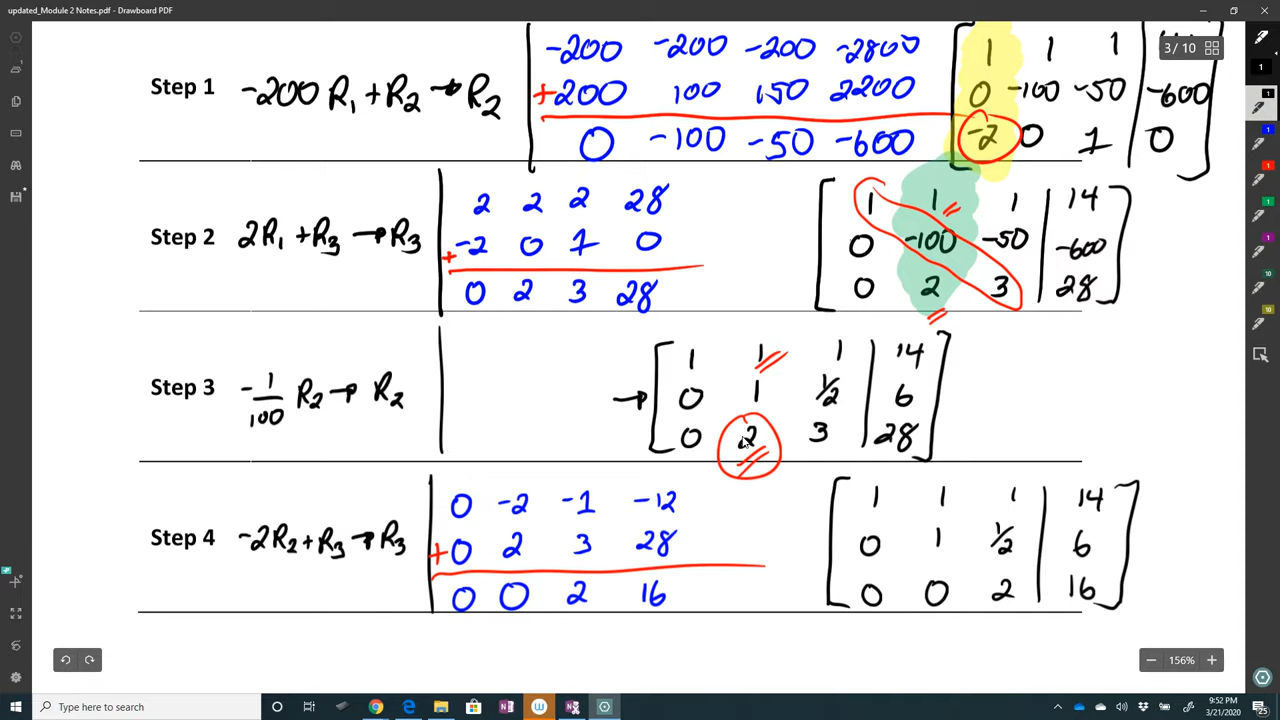 updated_Module 2 Notes.pdf - Drawboard PDF
3 / 10
-200 -200 -200 -2800
1 1 1
Step 1 -200 R₁ + R₂ → R₂
+200 100 150 2200
0 -100 -50 -600
0 -100 -50 -600
-2 0 1 0
2 2 2 28
1 1 1 14
Step 2 2R₁ + R₃ → R₃
+ -2 0 1 0
0 -100 -50 -600
0 2 3 28
0 2 3 28
1 1 1 14
Step 3 -1/100 R₂ → R₂
→ 0 1 1/2 6
0 2 3 28
0 -2 -1 -12
1 1 1 14
Step 4 -2R₂ + R₃ → R₃
+ 0 2 3 28
0 1 1/2 6
0 0 2 16
0 0 2 16
156%
Type here to search
9:52 PM
3/21/2020
25